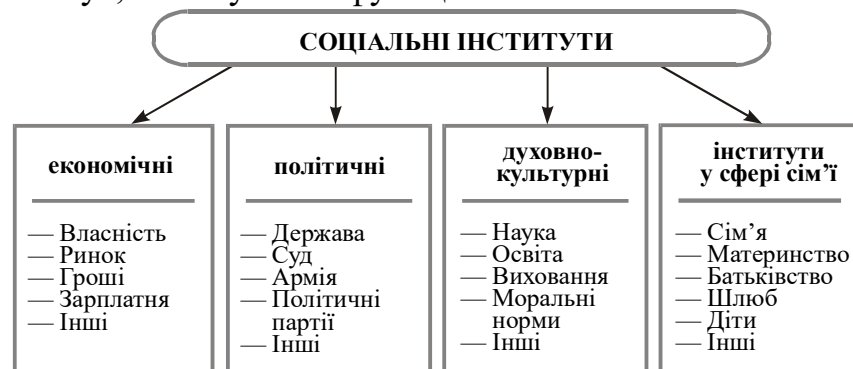 СОЦІАЛЬНІ ІНСТИТУТИ
економічні
— Власність
— Ринок
— Гроші
— Зарплатня
— Інші
політичні
— Держава
— Суд
— Армія
— Політичні
партії
— Інші
духовно-
культурні
— Наука
— Освіта
— Виховання
— Моральні
норми
— Інші
інститути
у сфері сім’ї
— Сім’я
— Материнство
— Батьківство
— Шлюб
— Діти
— Інші